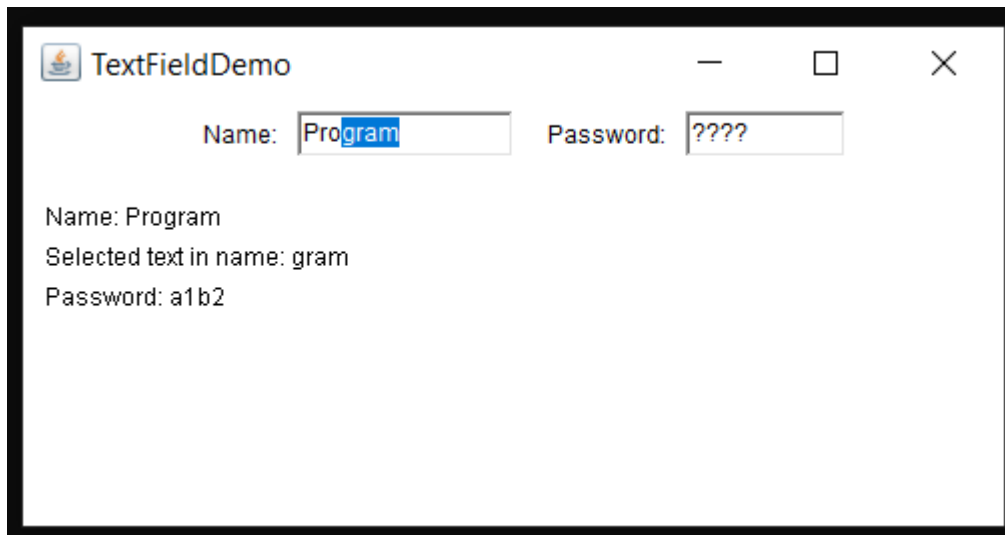 TextFieldDemo
Name: Program Password: ????
Name: Program
Selected text in name: gram
Password: a1b2